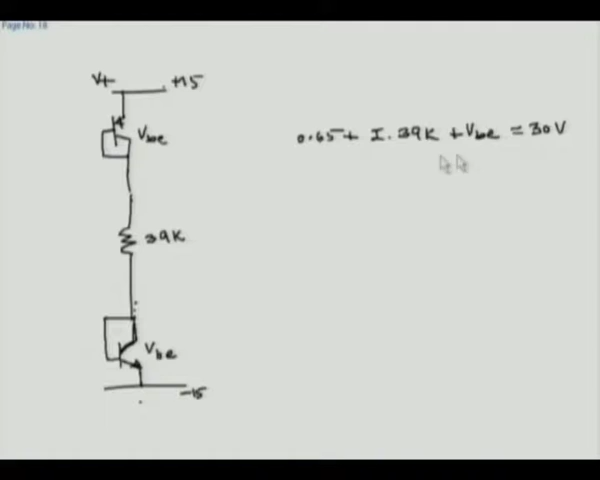 Page No: 18
V+ +15
Vbe
0.65 + I. 39K + Vbe = 30V
39K
Vbe
-15